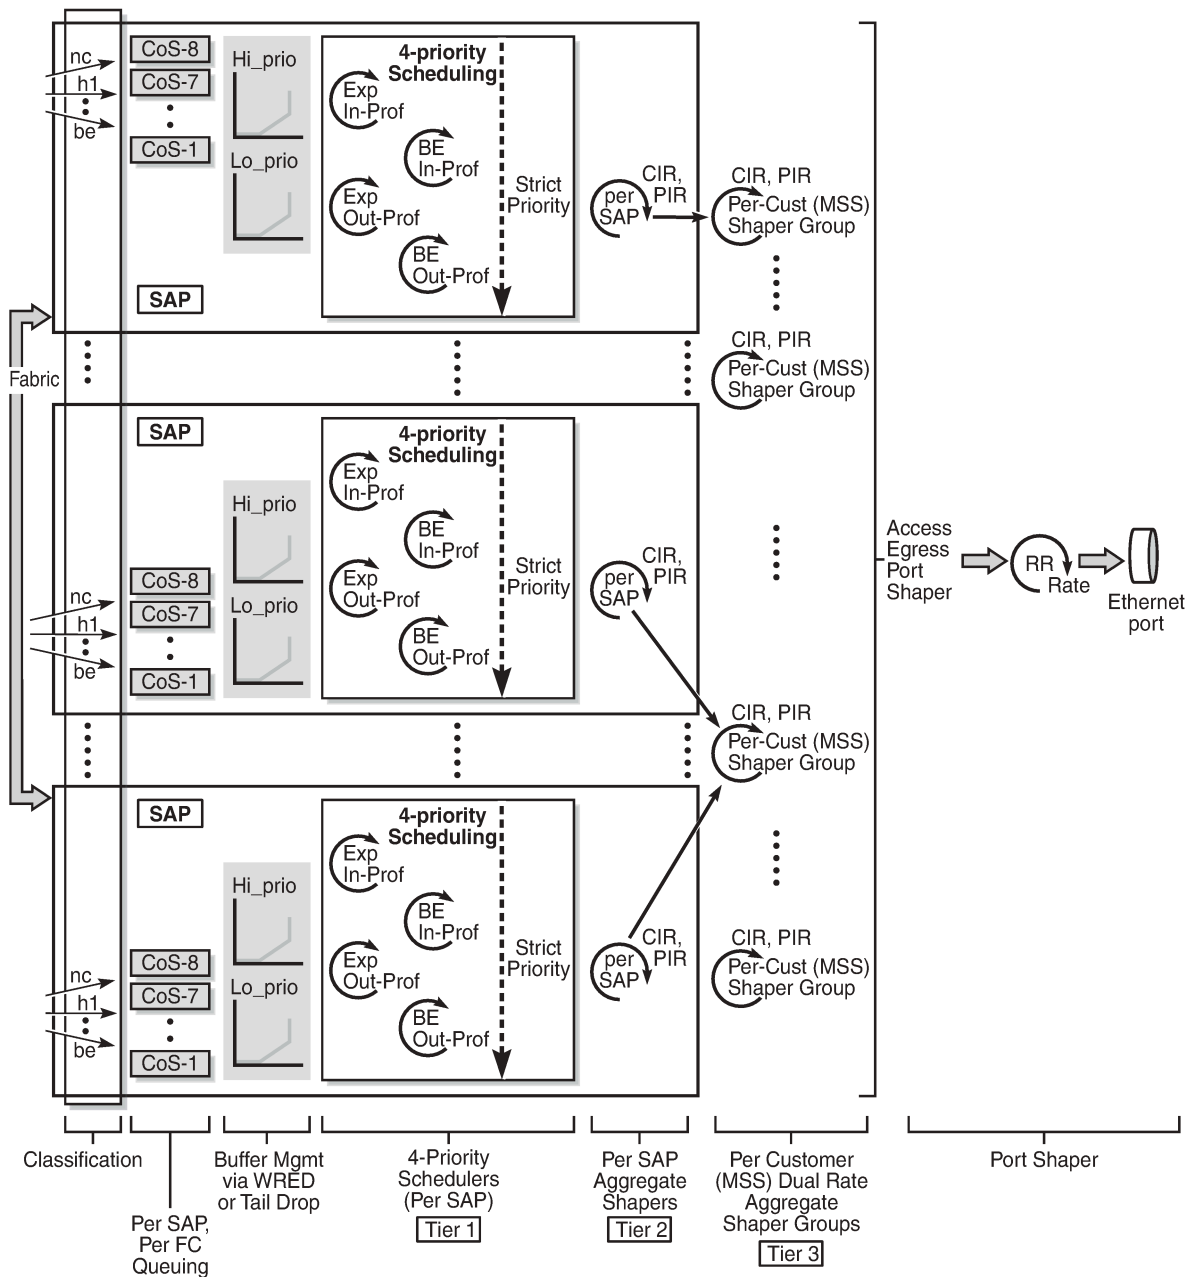 nc
h1
be
CoS-8
CoS-7
CoS-1
Hi_prio
Lo_prio
4-priority
Scheduling
Exp
In-Prof
BE
In-Prof
Exp
Out-Prof
BE
Out-Prof
Strict
Priority
per
SAP
CIR,
PIR
CIR, PIR
Per-Cust (MSS)
Shaper Group
SAP
Fabric
CIR, PIR
Per-Cust (MSS)
Shaper Group
SAP
nc
h1
be
CoS-8
CoS-7
CoS-1
Hi_prio
Lo_prio
4-priority
Scheduling
Exp
In-Prof
BE
In-Prof
Exp
Out-Prof
BE
Out-Prof
Strict
Priority
per
SAP
CIR,
PIR
Access
Egress
Port
Shaper
RR
Rate
Ethernet
port
CIR, PIR
Per-Cust (MSS)
Shaper Group
SAP
nc
h1
be
CoS-8
CoS-7
CoS-1
Hi_prio
Lo_prio
4-priority
Scheduling
Exp
In-Prof
BE
In-Prof
Exp
Out-Prof
BE
Out-Prof
Strict
Priority
per
SAP
CIR,
PIR
CIR, PIR
Per-Cust (MSS)
Shaper Group
Classification
Per SAP,
Per FC
Queuing
Buffer Mgmt
via WRED
or Tail Drop
4-Priority
Schedulers
(Per SAP)
Tier 1
Per SAP
Aggregate
Shapers
Tier 2
Per Customer
(MSS) Dual Rate
Aggregate
Shaper Groups
Tier 3
Port Shaper